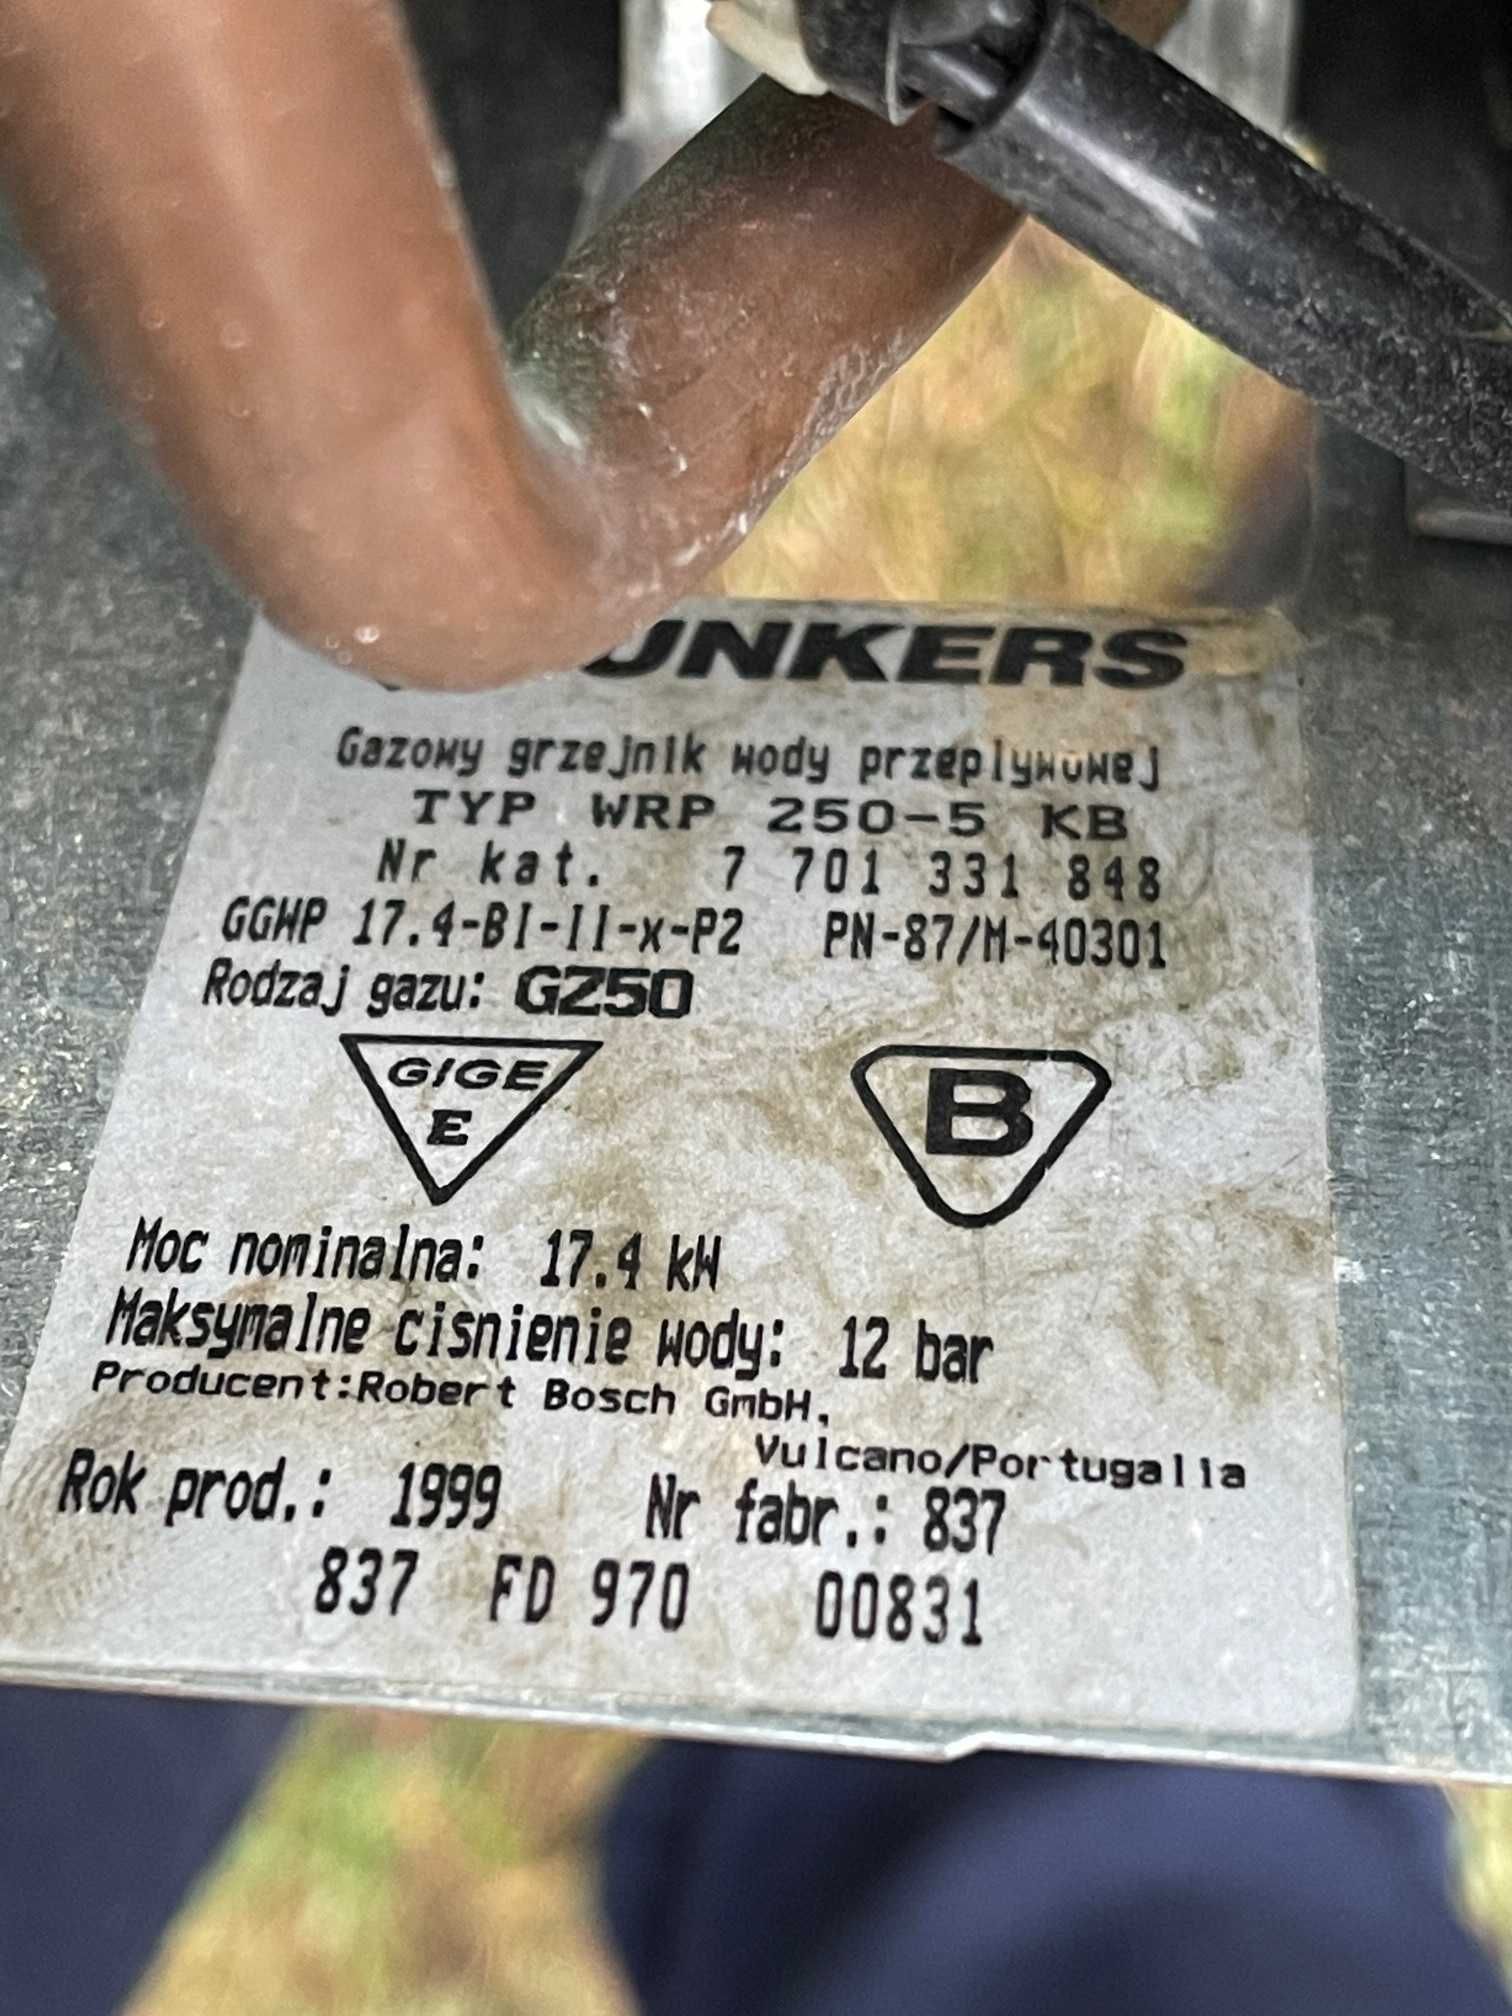 UNKERS
Gazowy grzejnik wody przeplywowej
TYP WRP 250-5 KB
Nr kat. 7 701 331 848
GGWP 17.4-BI-II-x-P2 PN-87/M-40301
Rodzaj gazu: GZ50
GIGE
E
B
Moc nominalna: 17.4 kW
Maksymalne cisnienie wody: 12 bar
Producent:Robert Bosch GmbH,
Vulcano/Portugalia
Rok prod.: 1999 Nr fabr.: 837
837 FD 970 00831